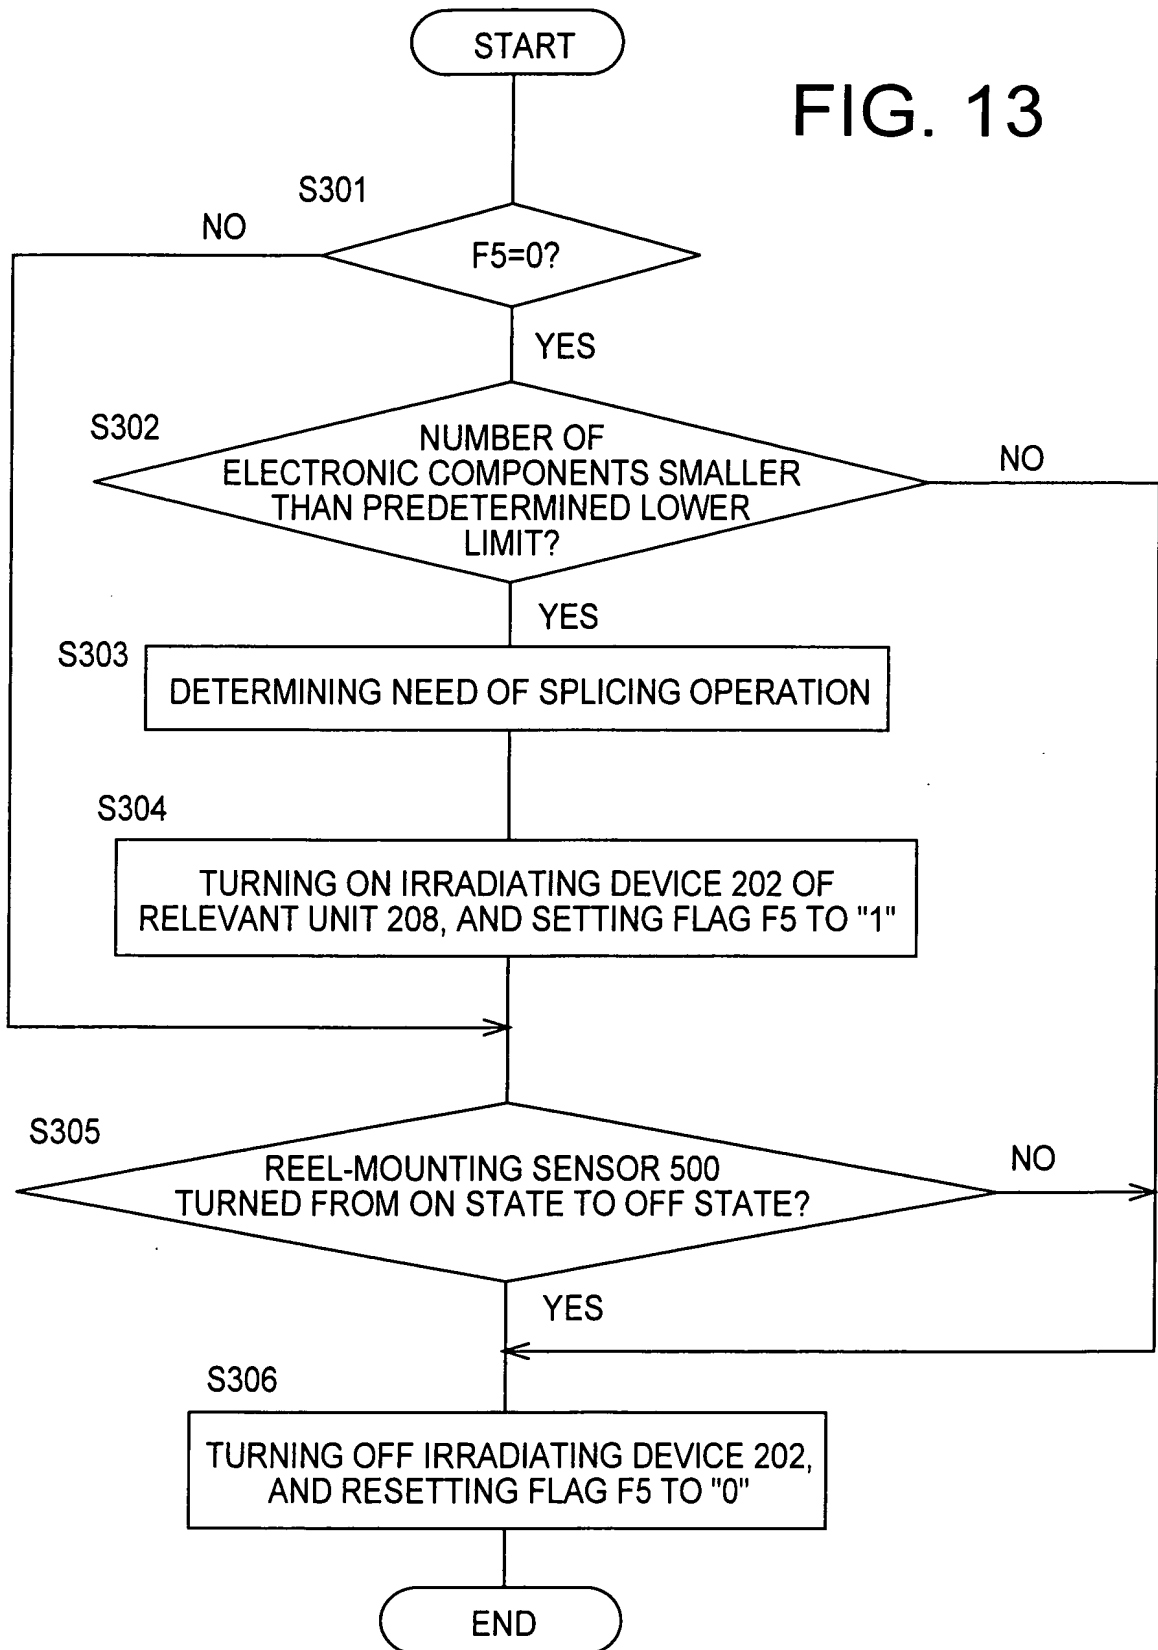 START
FIG. 13
S301
NO
F5=0?
YES
S302
NUMBER OF
ELECTRONIC COMPONENTS SMALLER
THAN PREDETERMINED LOWER
LIMIT?
NO
YES
S303
DETERMINING NEED OF SPLICING OPERATION
S304
TURNING ON IRRADIATING DEVICE 202 OF
RELEVANT UNIT 208, AND SETTING FLAG F5 TO "1"
S305
REEL-MOUNTING SENSOR 500
TURNED FROM ON STATE TO OFF STATE?
NO
YES
S306
TURNING OFF IRRADIATING DEVICE 202,
AND RESETTING FLAG F5 TO "0"
END